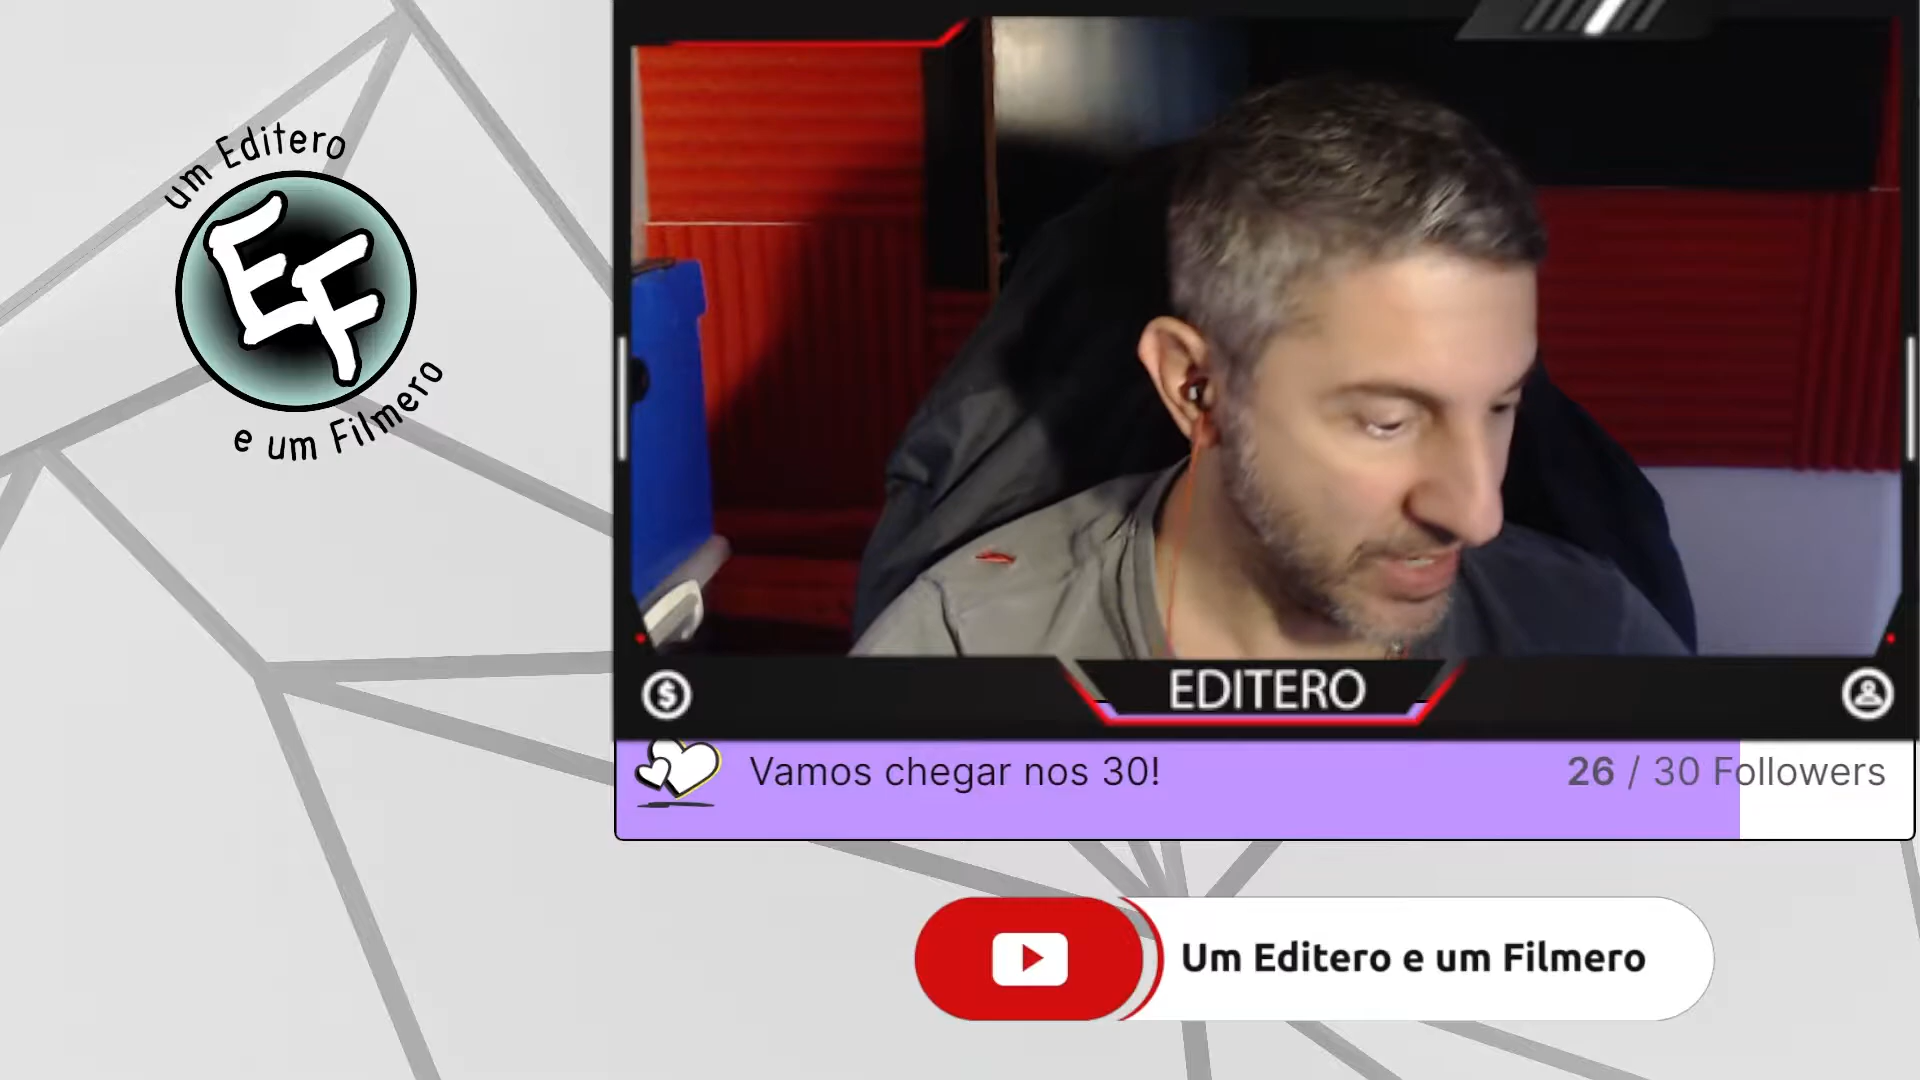 um Editero
EF
e um Filmero
EDITERO
Vamos chegar nos 30!
26 / 30 Followers
Um Editero e um Filmero